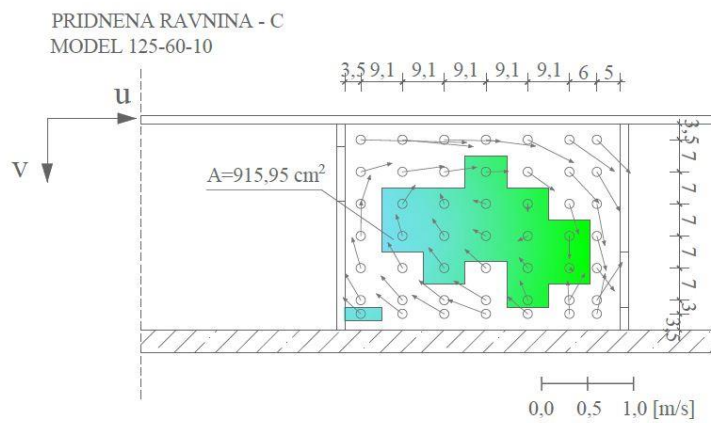 PRIDNENA RAVNINA - C
MODEL 125-60-10
3,5 9,1 9,1 9,1 9,1 9,1 6 5
u
v
A=915,95 cm²
3,5 7 7 7 7 7 3 3,5
0,0 0,5 1,0 [m/s]